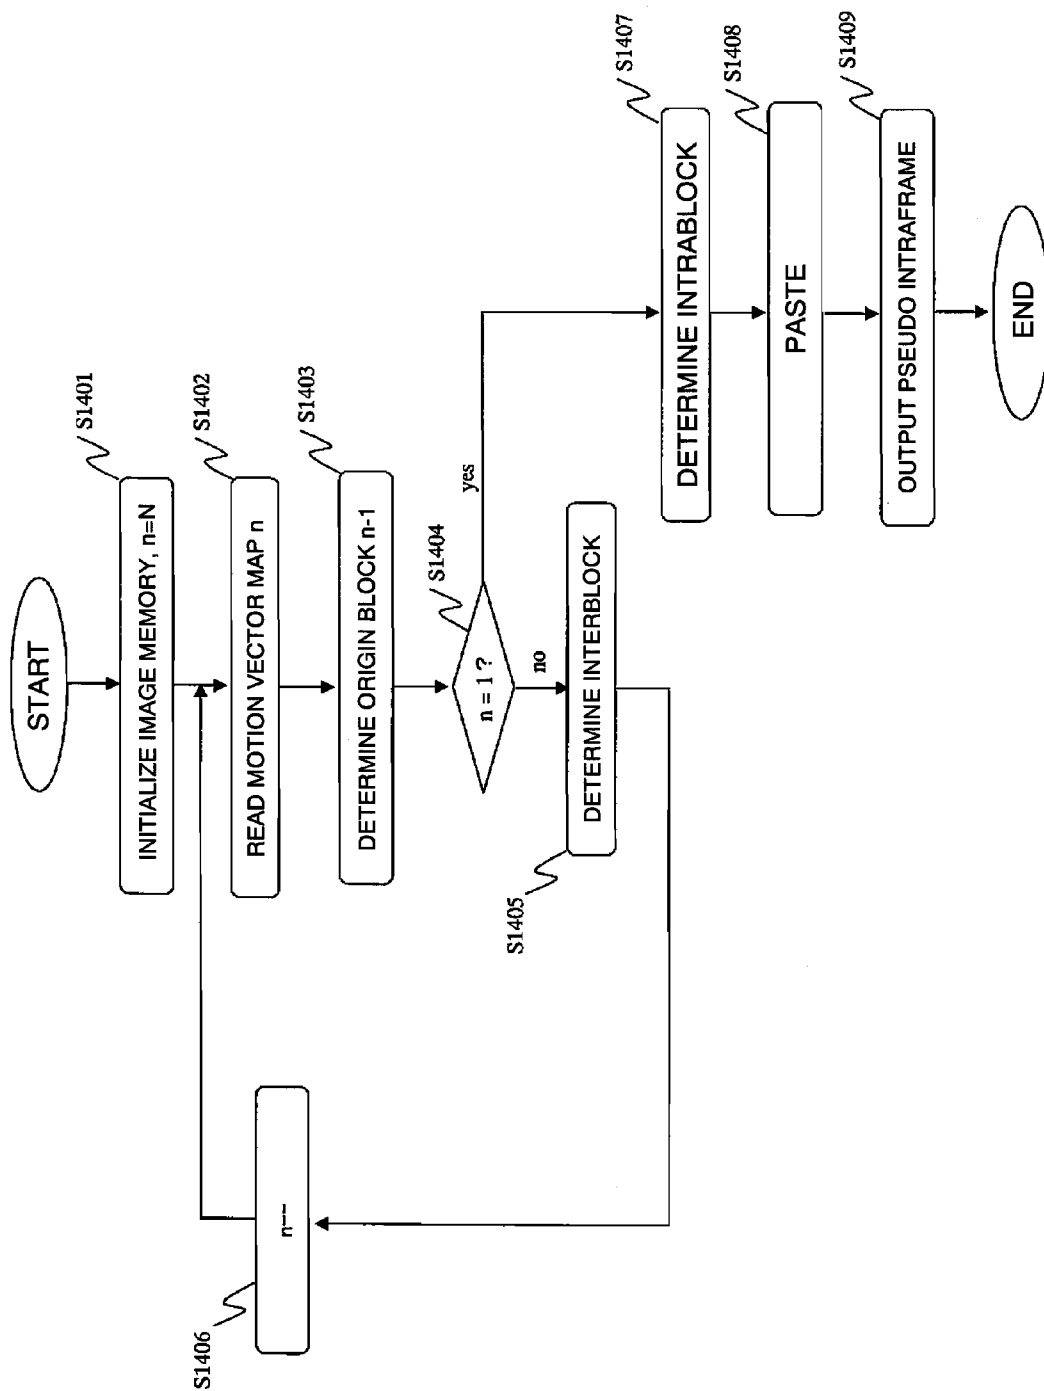 START
S1401
INITIALIZE IMAGE MEMORY, n=N
S1402
READ MOTION VECTOR MAP n
S1403
DETERMINE ORIGIN BLOCK n-1
S1404
n = 1 ?
yes
no
S1405
DETERMINE INTERBLOCK
S1406
n--
S1407
DETERMINE INTRABLOCK
S1408
PASTE
S1409
OUTPUT PSEUDO INTRAFRAME
END